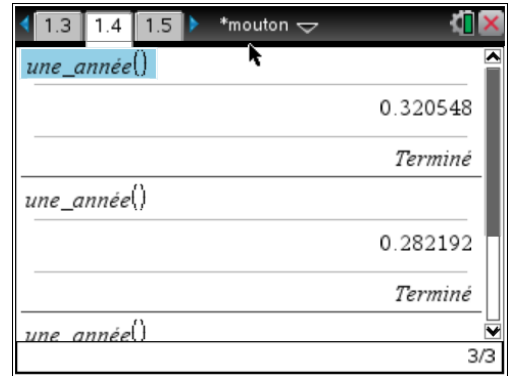 1.3 1.4 1.5 *mouton
une_année()
0.320548
Terminé
une_année()
0.282192
Terminé
une_année()
3/3